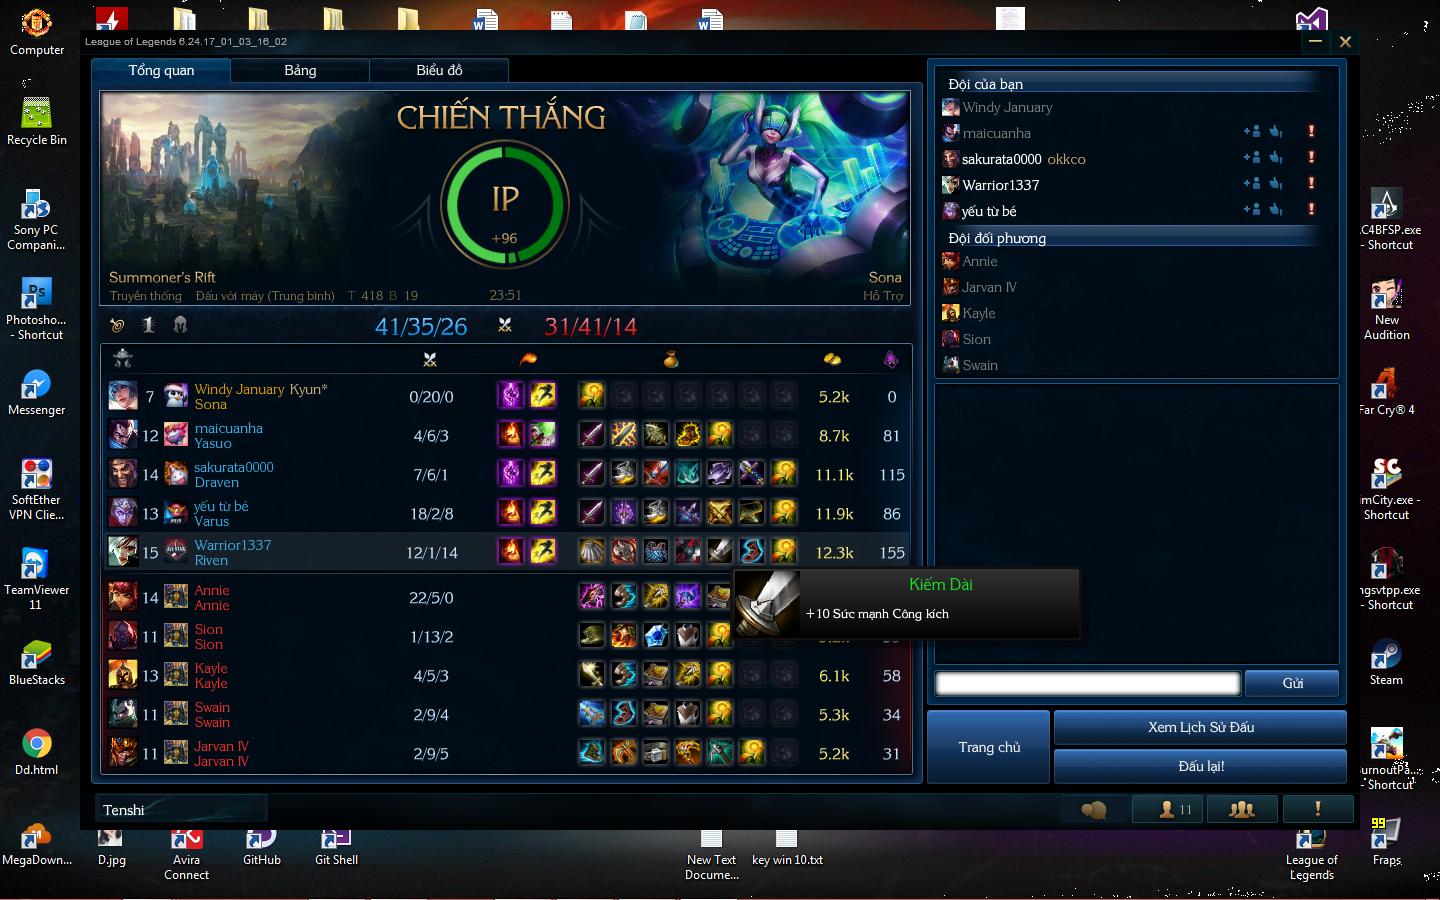 Computer
Recycle Bin
Sony PC
Compani...
Photosho...
- Shortcut
Messenger
SoftEther
VPN Clie...
TeamViewer
11
BlueStacks
Dd.html
MegaDown...
League of Legends 6.24.17_01_03_16_02
Tổng quan
Bảng
Biểu đồ
CHIẾN THẮNG
IP
+96
Summoner's Rift
Sona
Truyền thống Đấu với máy (Trung bình) T 418 B 19
23:51
Hỗ Trợ
1
41/35/26
31/41/14
7 Windy January Kyun*
Sona
0/20/0 5.2k 0
12 maicuanha
Yasuo
4/6/3 8.7k 81
14 sakurata0000
Draven
7/6/1 11.1k 115
13 yếu từ bé
Varus
18/2/8 11.9k 86
15 Warrior1337
Riven
12/1/14 12.3k 155
14 Annie
Annie
22/5/0
11 Sion
Sion
1/13/2
13 Kayle
Kayle
4/5/3 6.1k 58
11 Swain
Swain
2/9/4 5.3k 34
11 Jarvan IV
Jarvan IV
2/9/5 5.2k 31
Kiếm Dài
+10 Sức mạnh Công kích
Đội của bạn
Windy January
maicuanha
sakurata0000 okkco
Warrior1337
yếu từ bé
Đội đối phương
Annie
Jarvan IV
Kayle
Sion
Swain
Gửi
Trang chủ
Xem Lịch Sử Đấu
Đấu lại!
Tenshi
11
D.jpg
Avira
Connect
GitHub
Git Shell
New Text
Docume...
key win 10.txt
League of
Legends
.C4BFSP.exe
- Shortcut
New
Audition
Far Cry® 4
SC
imCity.exe -
Shortcut
ngsvtpp.exe
- Shortcut
Steam
urnoutPa...
- Shortcut
99
Fraps